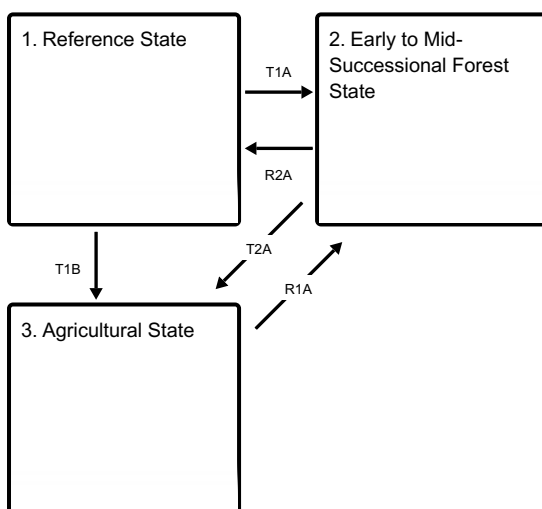 1. Reference State
2. Early to Mid-
Successional Forest
State
T1A
R2A
T2A
T1B
R1A
3. Agricultural State